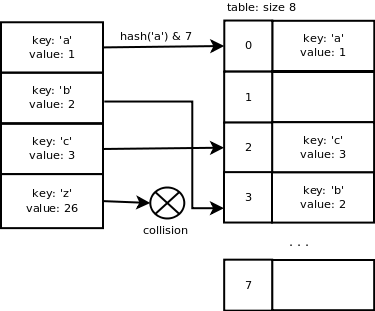 table: size 8
key: 'a'
value: 1
hash('a') & 7
0
key: 'a'
value: 1
key: 'b'
value: 2
1
key: 'c'
value: 3
2
key: 'c'
value: 3
key: 'z'
value: 26
collision
3
key: 'b'
value: 2
. . .
7